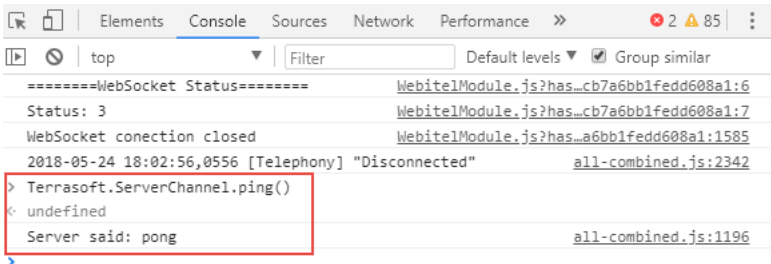 Elements Console Sources Network Performance » 2 85
top Filter Default levels Group similar
========WebSocket Status======== WebitelModule.js?has…cb7a6bb1fedd608a1:6
Status: 3 WebitelModule.js?has…cb7a6bb1fedd608a1:7
WebSocket conection closed WebitelModule.js?has…a6bb1fedd608a1:1585
2018-05-24 18:02:56,0556 [Telephony] "Disconnected" all-combined.js:2342
> Terrasoft.ServerChannel.ping()
undefined
Server said: pong all-combined.js:1196
>